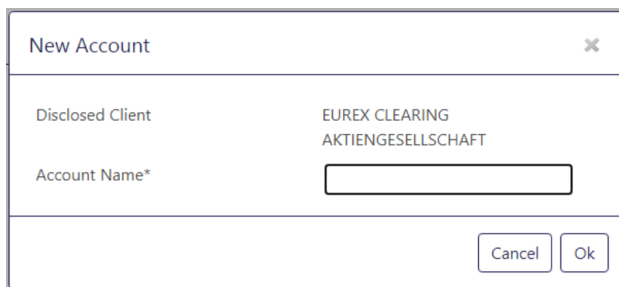 New Account
Disclosed Client EUREX CLEARING
AKTIENGESELLSCHAFT
Account Name*
Cancel Ok